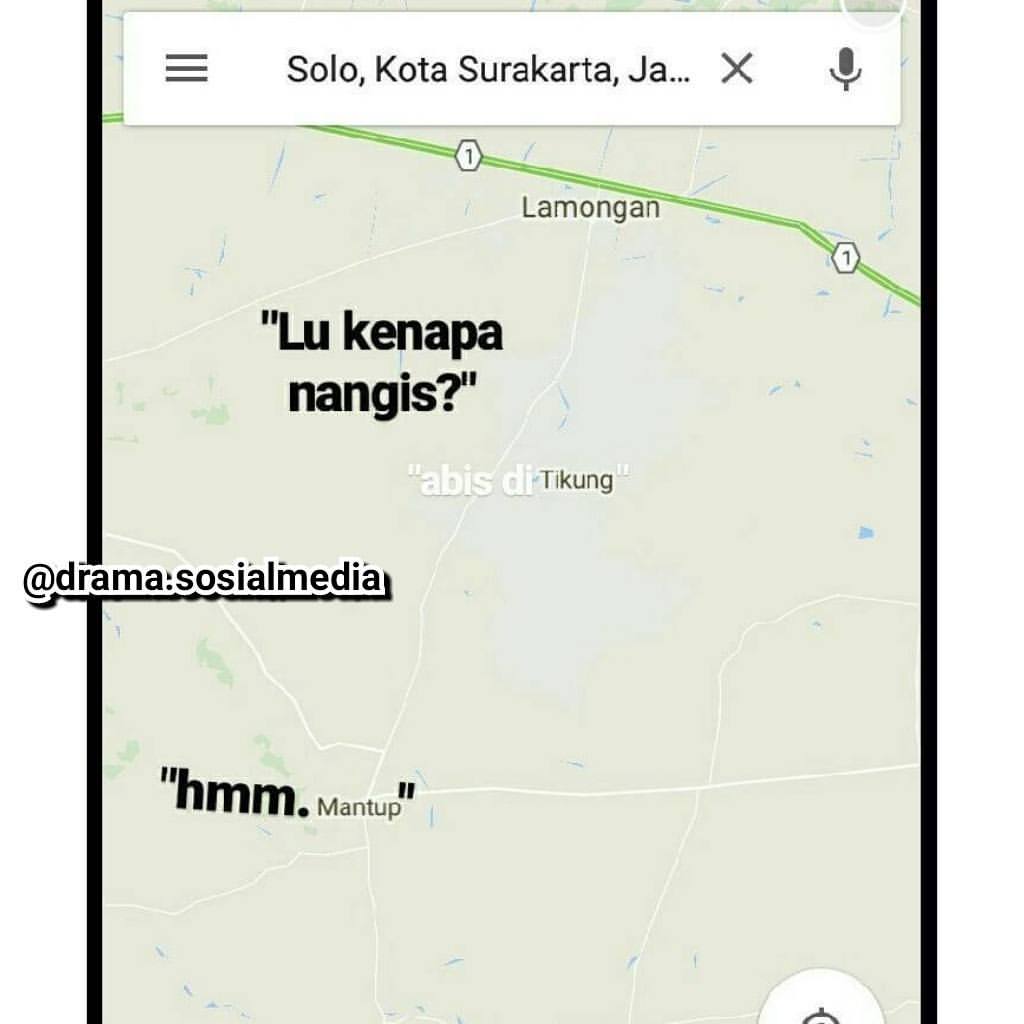 Solo, Kota Surakarta, Ja...
1
Lamongan
1
"Lu kenapa
nangis?"
"abis di Tikung"
@drama.sosialmedia
"hmm. Mantup"